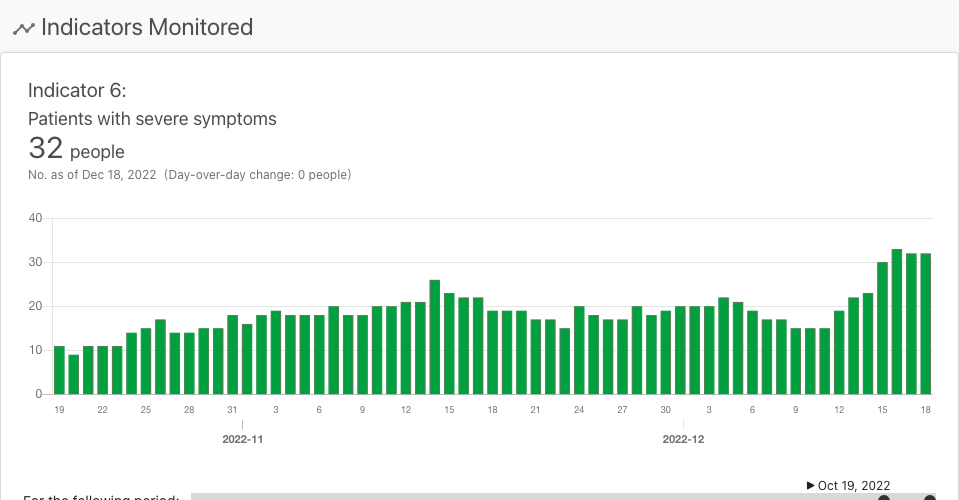 Indicators Monitored
Indicator 6:
Patients with severe symptoms
32 people
No. as of Dec 18, 2022 (Day-over-day change: 0 people)
40
30
20
10
0
19 22 25 28 31 3 6 9 12 15 18 21 24 27 30 3 6 9 12 15 18
2022-11 2022-12
▶ Oct 19, 2022
For the following period: